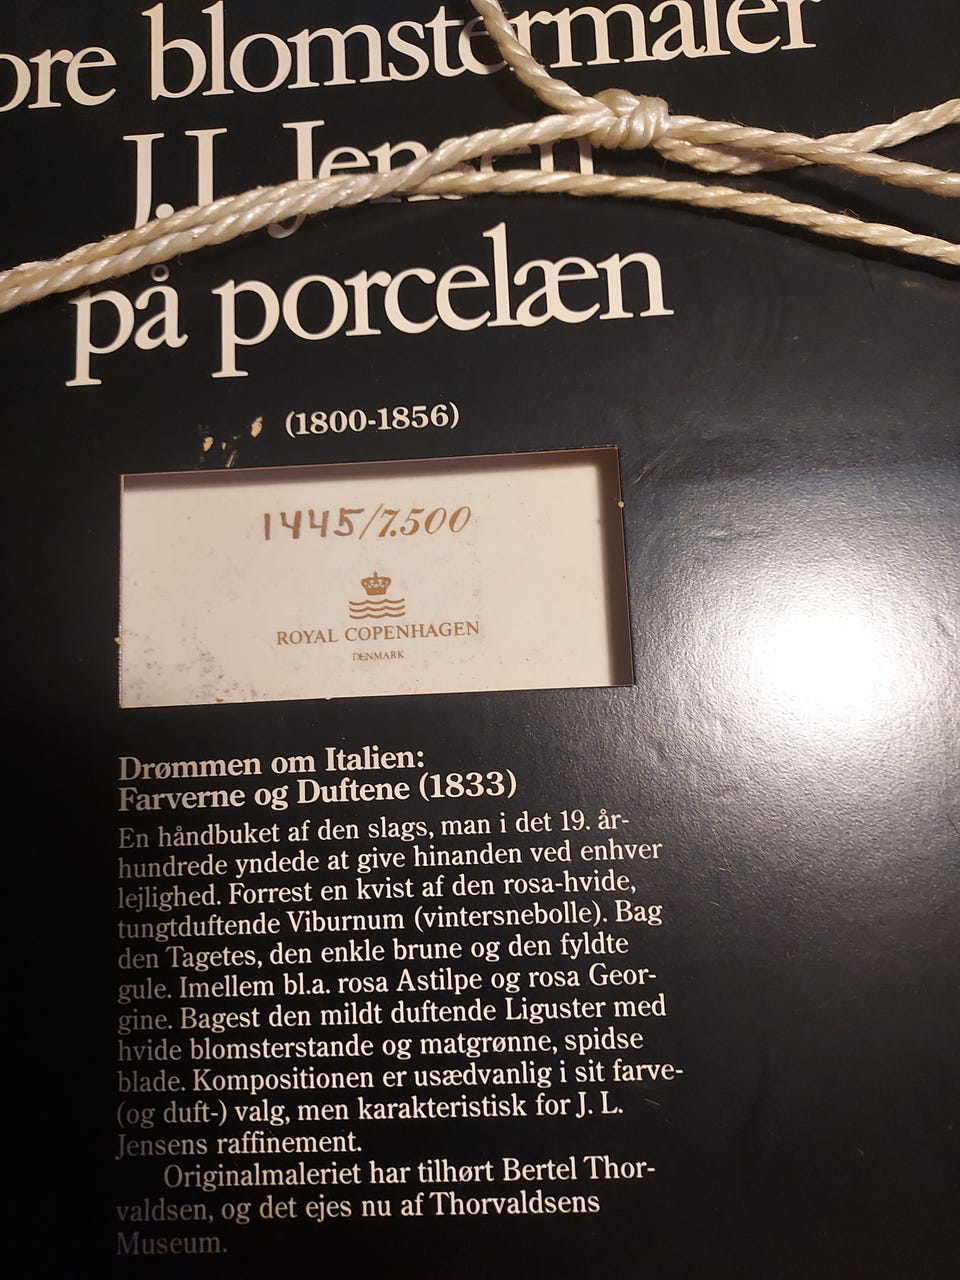 ore blomstermaler
J.L. Jensen
på porcelæn
(1800-1856)
1445/7.500
ROYAL COPENHAGEN
DENMARK
Drømmen om Italien:
Farverne og Duftene (1833)
En håndbuket af den slags, man i det 19. år-
hundrede yndede at give hinanden ved enhver
lejlighed. Forrest en kvist af den rosa-hvide,
tungtduftende Viburnum (vintersnebolle). Bag
den Tagetes, den enkle brune og den fyldte
gule. Imellem bl.a. rosa Astilpe og rosa Geor-
gine. Bagest den mildt duftende Liguster med
hvide blomsterstande og matgrønne, spidse
blade. Kompositionen er usædvanlig i sit farve-
(og duft-) valg, men karakteristisk for J. L.
Jensens raffinement.
Originalmaleriet har tilhørt Bertel Thor-
valdsen, og det ejes nu af Thorvaldsens
Museum.